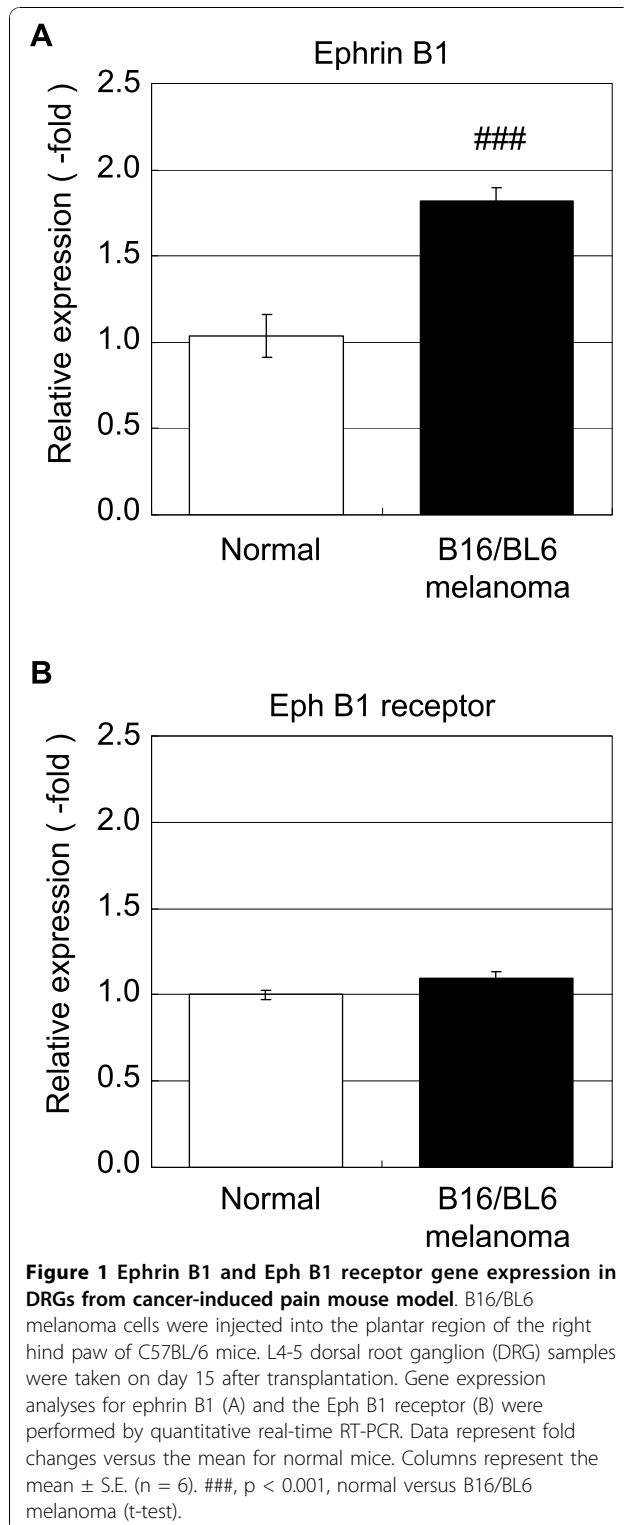 A
Ephrin B1
Relative expression ( -fold )
2.5
2.0
1.5
1.0
0.5
0.0
###
Normal
B16/BL6
melanoma
B
Eph B1 receptor
Relative expression ( -fold )
2.5
2.0
1.5
1.0
0.5
0.0
Normal
B16/BL6
melanoma
Figure 1 Ephrin B1 and Eph B1 receptor gene expression in
DRGs from cancer-induced pain mouse model. B16/BL6
melanoma cells were injected into the plantar region of the right
hind paw of C57BL/6 mice. L4-5 dorsal root ganglion (DRG) samples
were taken on day 15 after transplantation. Gene expression
analyses for ephrin B1 (A) and the Eph B1 receptor (B) were
performed by quantitative real-time RT-PCR. Data represent fold
changes versus the mean for normal mice. Columns represent the
mean ± S.E. (n = 6). ###, p < 0.001, normal versus B16/BL6
melanoma (t-test).